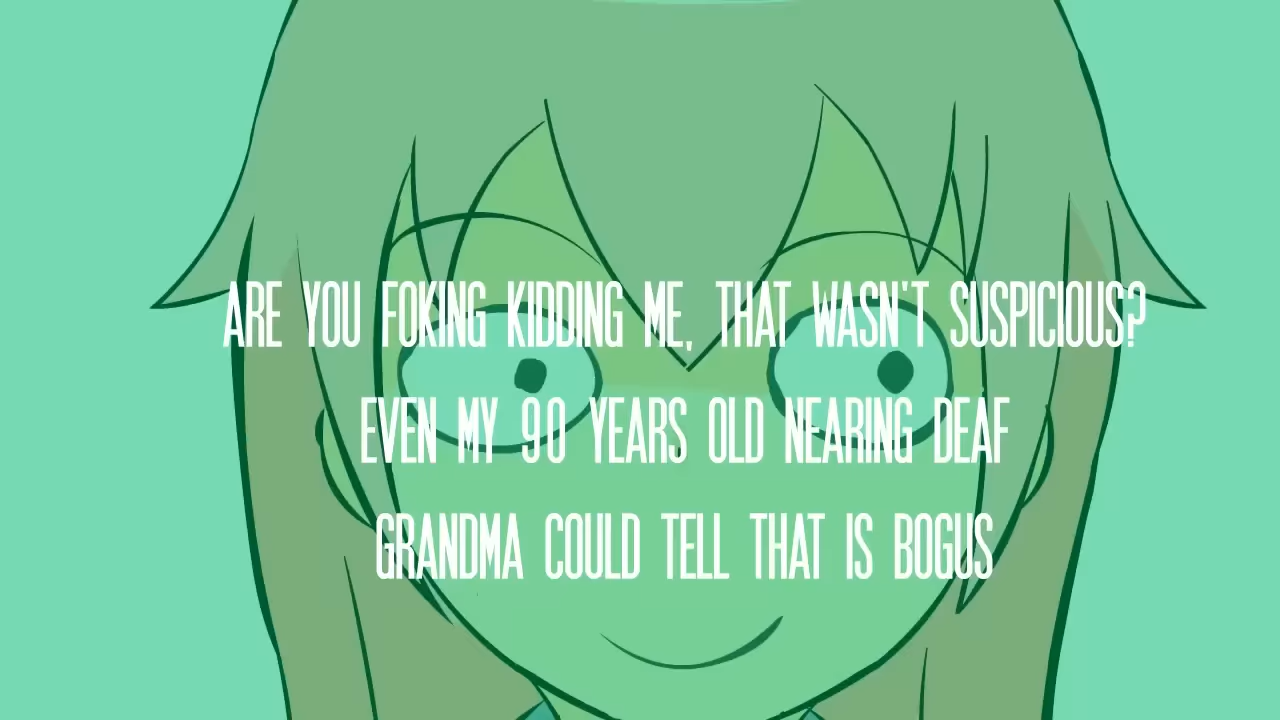 ARE YOU FOKING KIDDING ME, THAT WASN'T SUSPICIOUS?
EVEN MY 90 YEARS OLD NEARING DEAF
GRANDMA COULD TELL THAT IS BOGUS